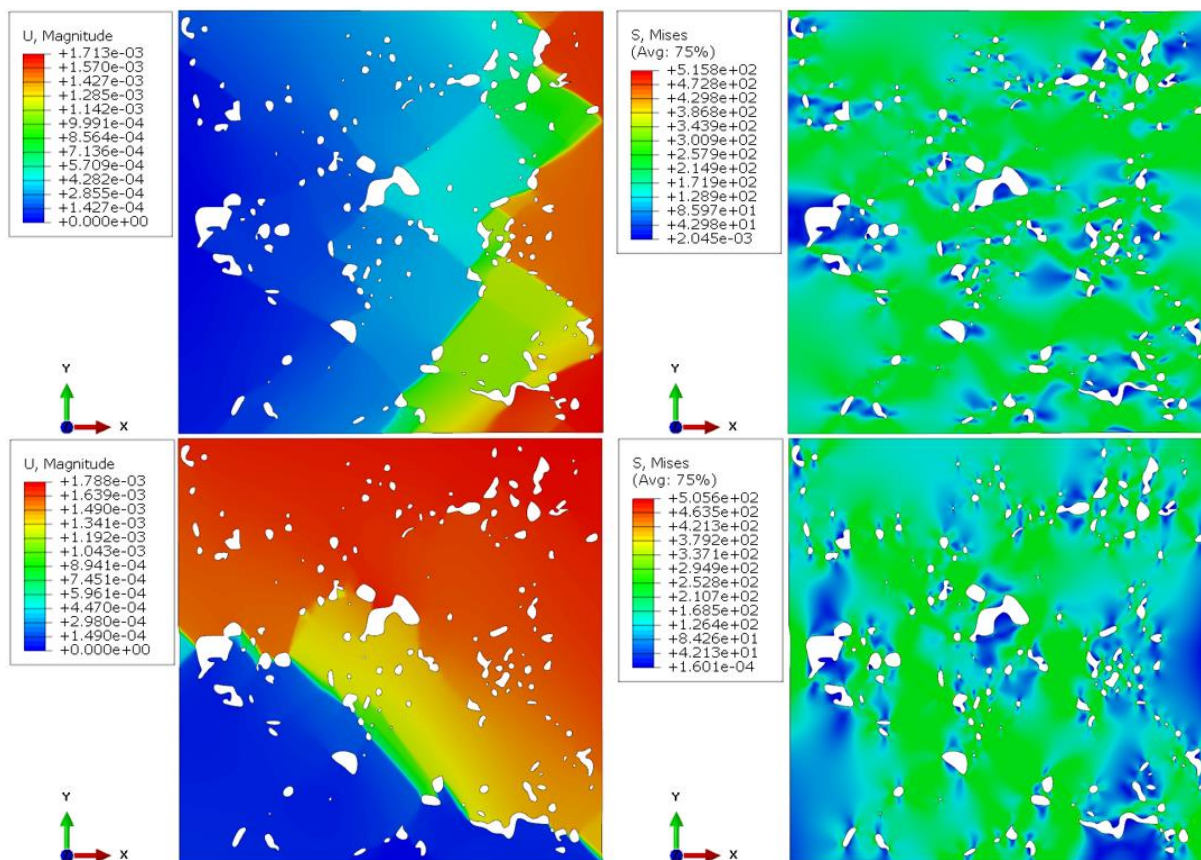 U, Magnitude
+1.713e-03
+1.570e-03
+1.427e-03
+1.285e-03
+1.142e-03
+9.991e-04
+8.564e-04
+7.136e-04
+5.709e-04
+4.282e-04
+2.855e-04
+1.427e-04
+0.000e+00
Y
X
S, Mises
(Avg: 75%)
+5.158e+02
+4.728e+02
+4.298e+02
+3.868e+02
+3.439e+02
+3.009e+02
+2.579e+02
+2.149e+02
+1.719e+02
+1.289e+02
+8.597e+01
+4.298e+01
+2.045e-03
Y
X
U, Magnitude
+1.788e-03
+1.639e-03
+1.490e-03
+1.341e-03
+1.192e-03
+1.043e-03
+8.941e-04
+7.451e-04
+5.961e-04
+4.470e-04
+2.980e-04
+1.490e-04
+0.000e+00
Y
X
S, Mises
(Avg: 75%)
+5.056e+02
+4.635e+02
+4.213e+02
+3.792e+02
+3.371e+02
+2.949e+02
+2.528e+02
+2.107e+02
+1.685e+02
+1.264e+02
+8.426e+01
+4.213e+01
+1.601e-04
Y
X